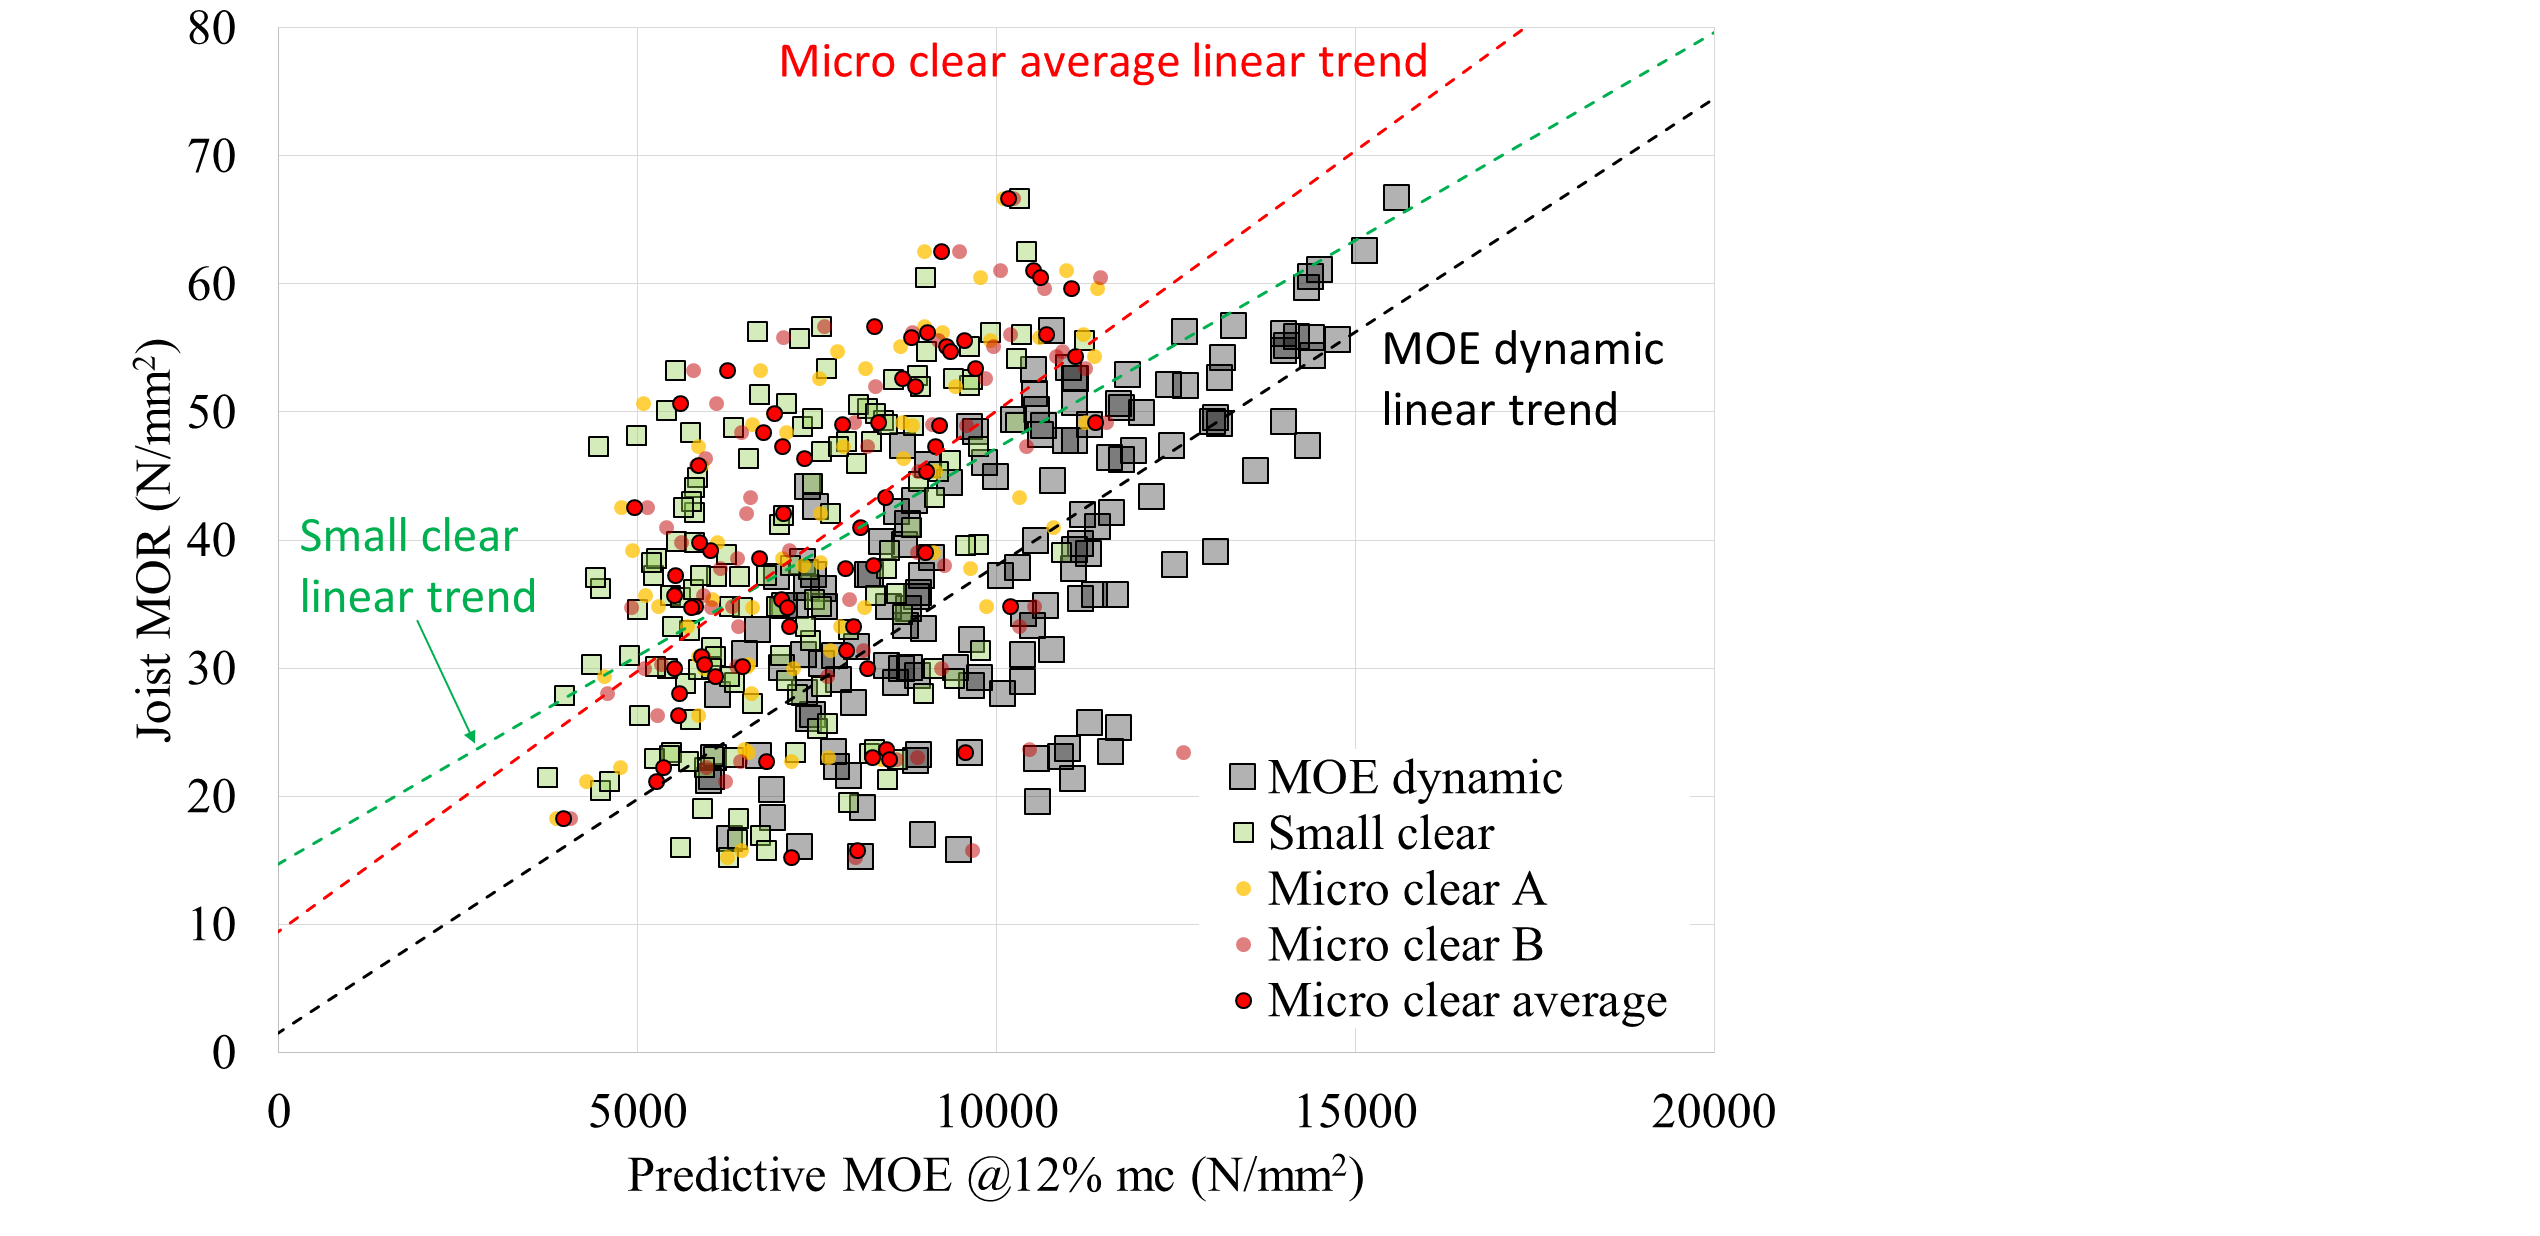 80
70
60
50
40
30
20
10
0
Joist MOR (N/mm²)
Micro clear average linear trend
MOE dynamic
linear trend
Small clear
linear trend
MOE dynamic
Small clear
Micro clear A
Micro clear B
Micro clear average
0 5000 10000 15000 20000
Predictive MOE @12% mc (N/mm²)